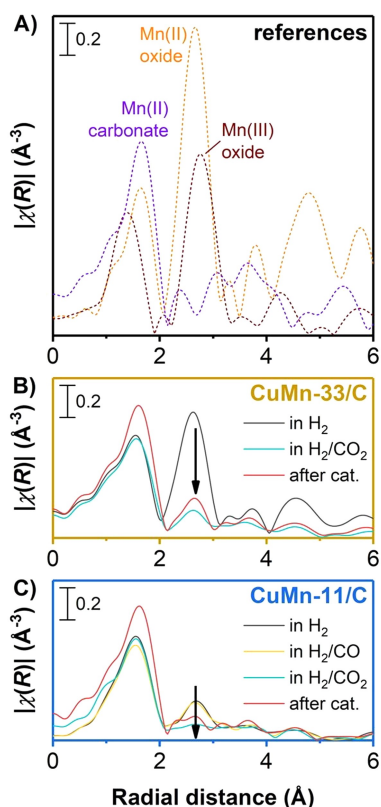 A)
0.2
references
Mn(II)
oxide
Mn(II)
carbonate
Mn(III)
oxide
|χ(R)| (Å-3)
0 2 4 6
B)
0.2
CuMn-33/C
in H2
in H2/CO2
after cat.
|χ(R)| (Å-3)
0 2 4 6
C)
0.2
CuMn-11/C
in H2
in H2/CO
in H2/CO2
after cat.
|χ(R)| (Å-3)
0 2 4 6
Radial distance (Å)